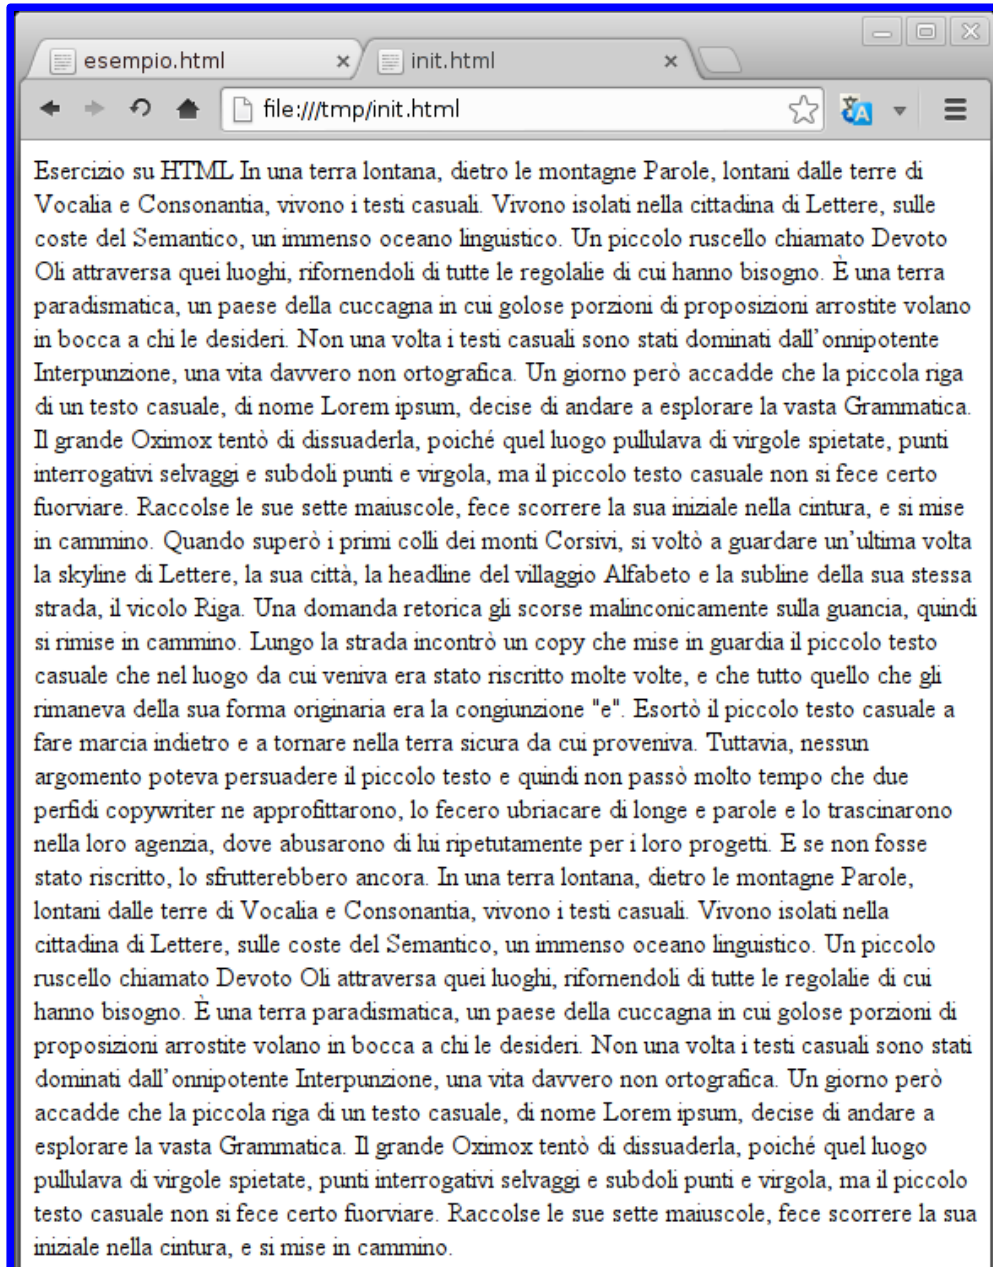 esempio.html
init.html
file:///tmp/init.html
Esercizio su HTML In una terra lontana, dietro le montagne Parole, lontani dalle terre di
Vocalia e Consonantia, vivono i testi casuali. Vivono isolati nella cittadina di Lettere, sulle
coste del Semantico, un immenso oceano linguistico. Un piccolo ruscello chiamato Devoto
Oli attraversa quei luoghi, rifornendoli di tutte le regolalie di cui hanno bisogno. È una terra
paradismatica, un paese della cuccagna in cui golose porzioni di proposizioni arrostite volano
in bocca a chi le desideri. Non una volta i testi casuali sono stati dominati dall’onnipotente
Interpunzione, una vita davvero non ortografica. Un giorno però accadde che la piccola riga
di un testo casuale, di nome Lorem ipsum, decise di andare a esplorare la vasta Grammatica.
Il grande Oximox tentò di dissuaderla, poiché quel luogo pullulava di virgole spietate, punti
interrogativi selvaggi e subdoli punti e virgola, ma il piccolo testo casuale non si fece certo
fuorviare. Raccolse le sue sette maiuscole, fece scorrere la sua iniziale nella cintura, e si mise
in cammino. Quando superò i primi colli dei monti Corsivi, si voltò a guardare un’ultima volta
la skyline di Lettere, la sua città, la headline del villaggio Alfabeto e la subline della sua stessa
strada, il vicolo Riga. Una domanda retorica gli scorse malinconicamente sulla guancia, quindi
si rimise in cammino. Lungo la strada incontrò un copy che mise in guardia il piccolo testo
casuale che nel luogo da cui veniva era stato riscritto molte volte, e che tutto quello che gli
rimaneva della sua forma originaria era la congiunzione "e". Esortò il piccolo testo casuale a
fare marcia indietro e a tornare nella terra sicura da cui proveniva. Tuttavia, nessun
argomento poteva persuadere il piccolo testo e quindi non passò molto tempo che due
perfidi copywriter ne approfittarono, lo fecero ubriacare di longe e parole e lo trascinarono
nella loro agenzia, dove abusarono di lui ripetutamente per i loro progetti. E se non fosse
stato riscritto, lo sfrutterebbero ancora. In una terra lontana, dietro le montagne Parole,
lontani dalle terre di Vocalia e Consonantia, vivono i testi casuali. Vivono isolati nella
cittadina di Lettere, sulle coste del Semantico, un immenso oceano linguistico. Un piccolo
ruscello chiamato Devoto Oli attraversa quei luoghi, rifornendoli di tutte le regolalie di cui
hanno bisogno. È una terra paradismatica, un paese della cuccagna in cui golose porzioni di
proposizioni arrostite volano in bocca a chi le desideri. Non una volta i testi casuali sono stati
dominati dall’onnipotente Interpunzione, una vita davvero non ortografica. Un giorno però
accadde che la piccola riga di un testo casuale, di nome Lorem ipsum, decise di andare a
esplorare la vasta Grammatica. Il grande Oximox tentò di dissuaderla, poiché quel luogo
pullulava di virgole spietate, punti interrogativi selvaggi e subdoli punti e virgola, ma il piccolo
testo casuale non si fece certo fuorviare. Raccolse le sue sette maiuscole, fece scorrere la sua
iniziale nella cintura, e si mise in cammino.